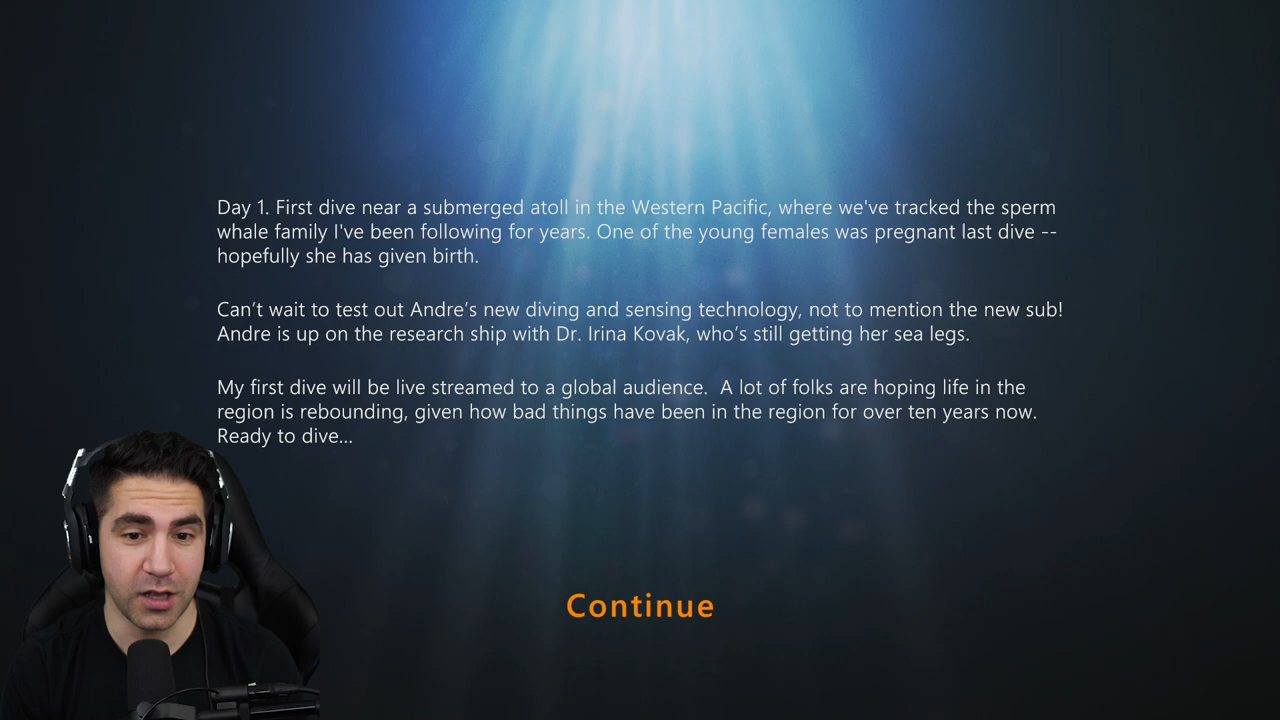 Day 1. First dive near a submerged atoll in the Western Pacific, where we've tracked the sperm
whale family I've been following for years. One of the young females was pregnant last dive --
hopefully she has given birth.
Can’t wait to test out Andre’s new diving and sensing technology, not to mention the new sub!
Andre is up on the research ship with Dr. Irina Kovak, who’s still getting her sea legs.
My first dive will be live streamed to a global audience.  A lot of folks are hoping life in the
region is rebounding, given how bad things have been in the region for over ten years now.
Ready to dive...
Continue